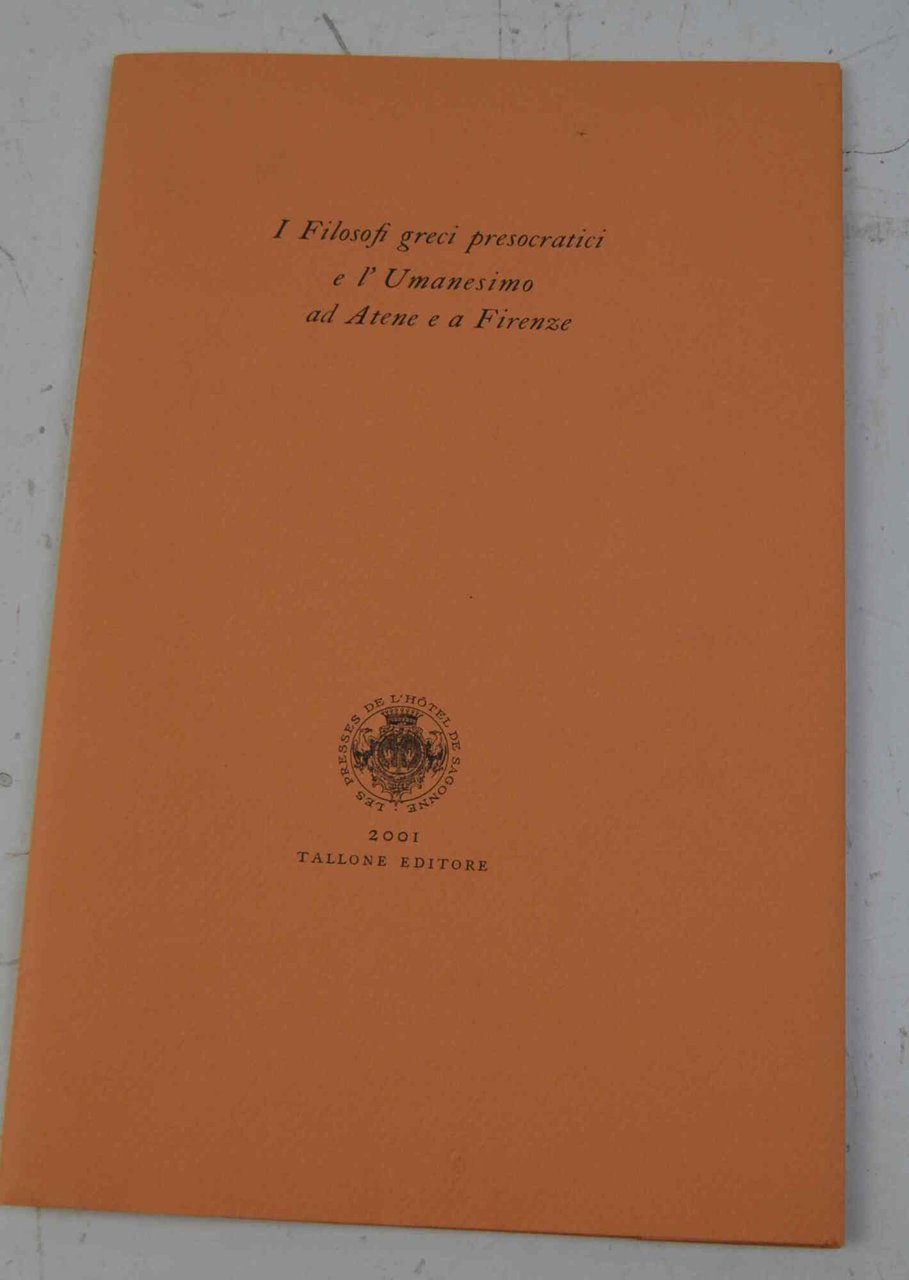 I Filosofi greci presocratici
e l'Umanesimo
ad Atene e a Firenze
LES PRESSES DE L'HÔTEL DE SAGONNE :
2001
TALLONE EDITORE